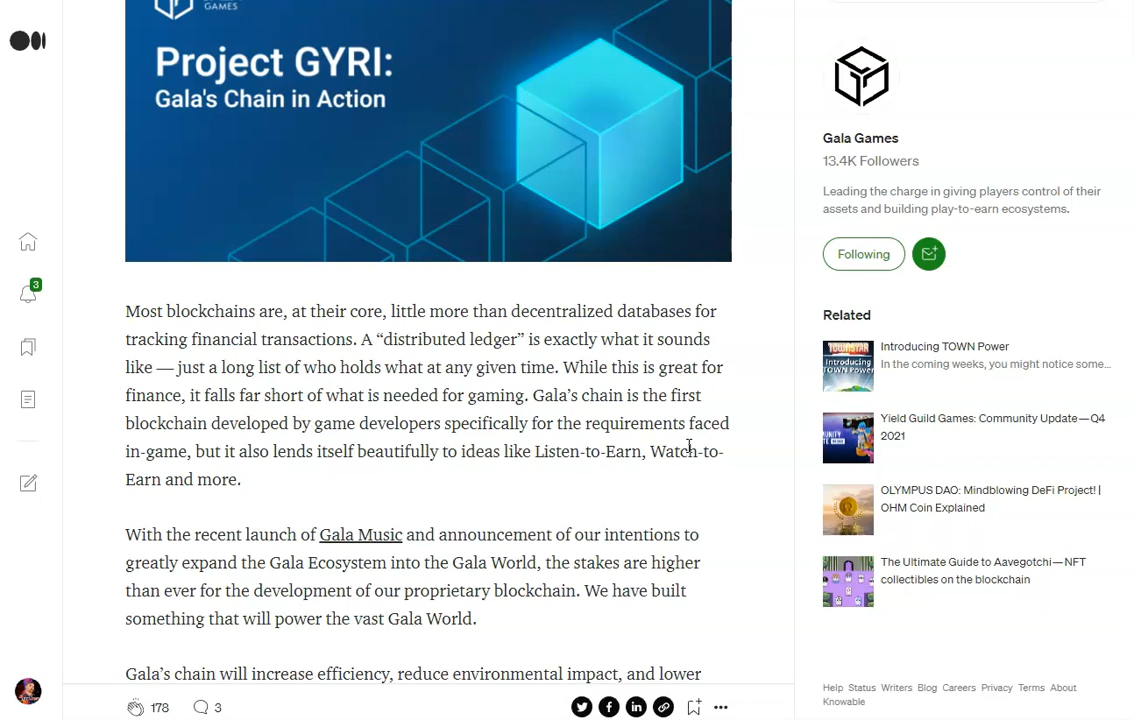 GAMES
Project GYRI:
Gala's Chain in Action
Most blockchains are, at their core, little more than decentralized databases for
tracking financial transactions. A “distributed ledger” is exactly what it sounds
like — just a long list of who holds what at any given time. While this is great for
finance, it falls far short of what is needed for gaming. Gala’s chain is the first
blockchain developed by game developers specifically for the requirements faced
in-game, but it also lends itself beautifully to ideas like Listen-to-Earn, Watch-to-
Earn and more.
With the recent launch of Gala Music and announcement of our intentions to
greatly expand the Gala Ecosystem into the Gala World, the stakes are higher
than ever for the development of our proprietary blockchain. We have built
something that will power the vast Gala World.
Gala’s chain will increase efficiency, reduce environmental impact, and lower
178
3
3
Gala Games
13.4K Followers
Leading the charge in giving players control of their
assets and building play-to-earn ecosystems.
Following
Related
Introducing TOWN Power
In the coming weeks, you might notice some...
Yield Guild Games: Community Update — Q4
2021
OLYMPUS DAO: Mindblowing DeFi Project! |
OHM Coin Explained
The Ultimate Guide to Aavegotchi — NFT
collectibles on the blockchain
Help Status Writers Blog Careers Privacy Terms About
Knowable